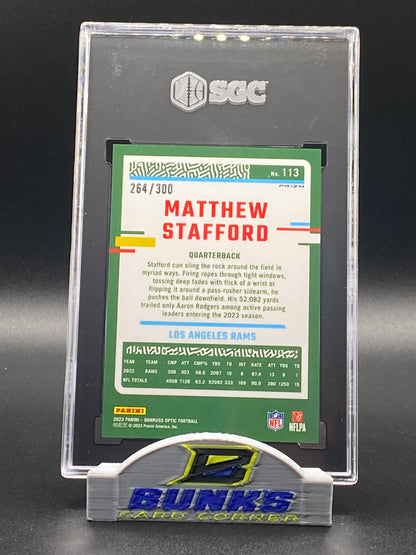 SGC
No. 113
264/300
PRIZM
MATTHEW
STAFFORD
QUARTERBACK
Stafford can sling the rock around the field in
myriad ways. Firing ropes through tight windows,
tossing deep fades with flick of a wrist or
flipping it around a pass-rusher sidearm, he
pushes the ball downfield. His 52,082 yards
trailed only Aaron Rodgers among active passing
leaders entering the 2023 season.
LOS ANGELES RAMS
YEAR TEAM CMP ATT CMP% YDS TD INT RATE ATT YDS TD
2022 RAMS 206 303 68.0 2087 10 8 87.4 13 9 1
NFL TOTALS 4508 7128 63.2 52082 333 169 390 1250 15
PANINI
2023 PANINI - DONRUSS OPTIC FOOTBALL
© 2023 Panini America, Inc.
NFL
NFLPA
B
BUNKS
CARD CORNER